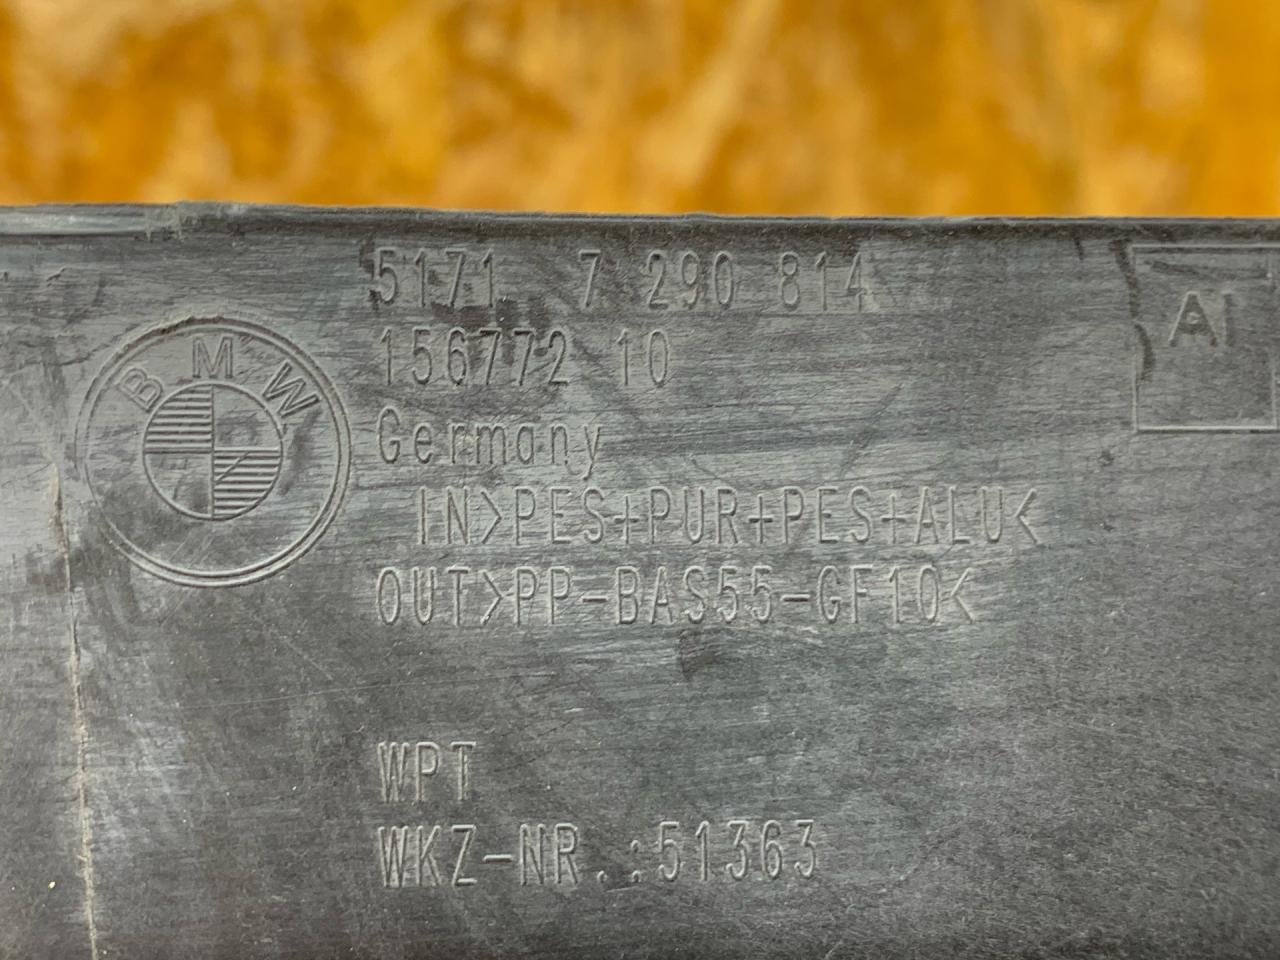 5171 7 290 814
156772 10
BMW
Germany
IN>PES+PUR+PES+ALU<
OUT>PP-BAS55-GF10<
WPT
WKZ-NR.:51363
AI